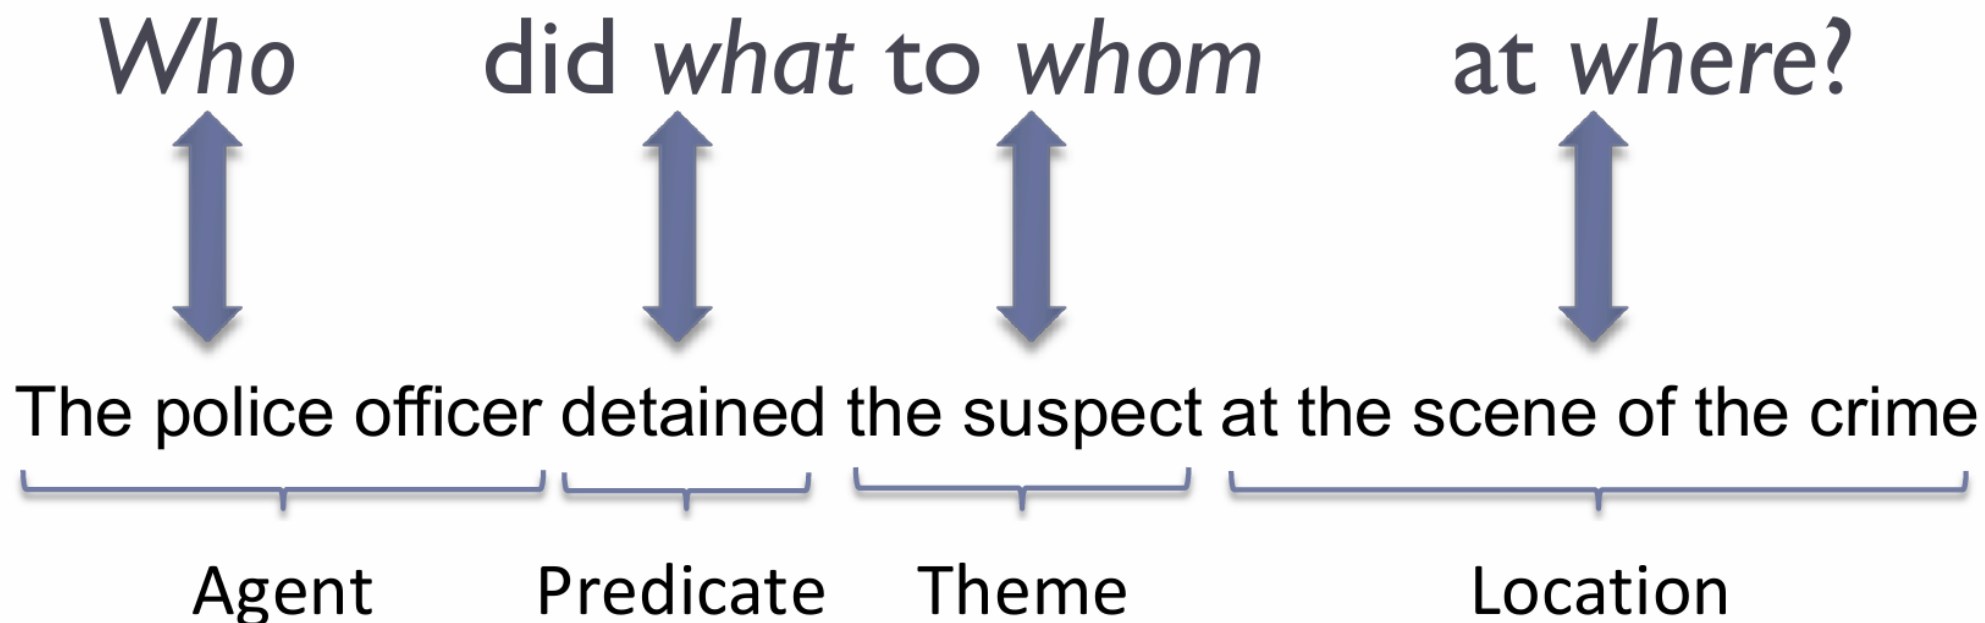 Who did what to whom at where?
The police officer detained the suspect at the scene of the crime
Agent Predicate Theme Location